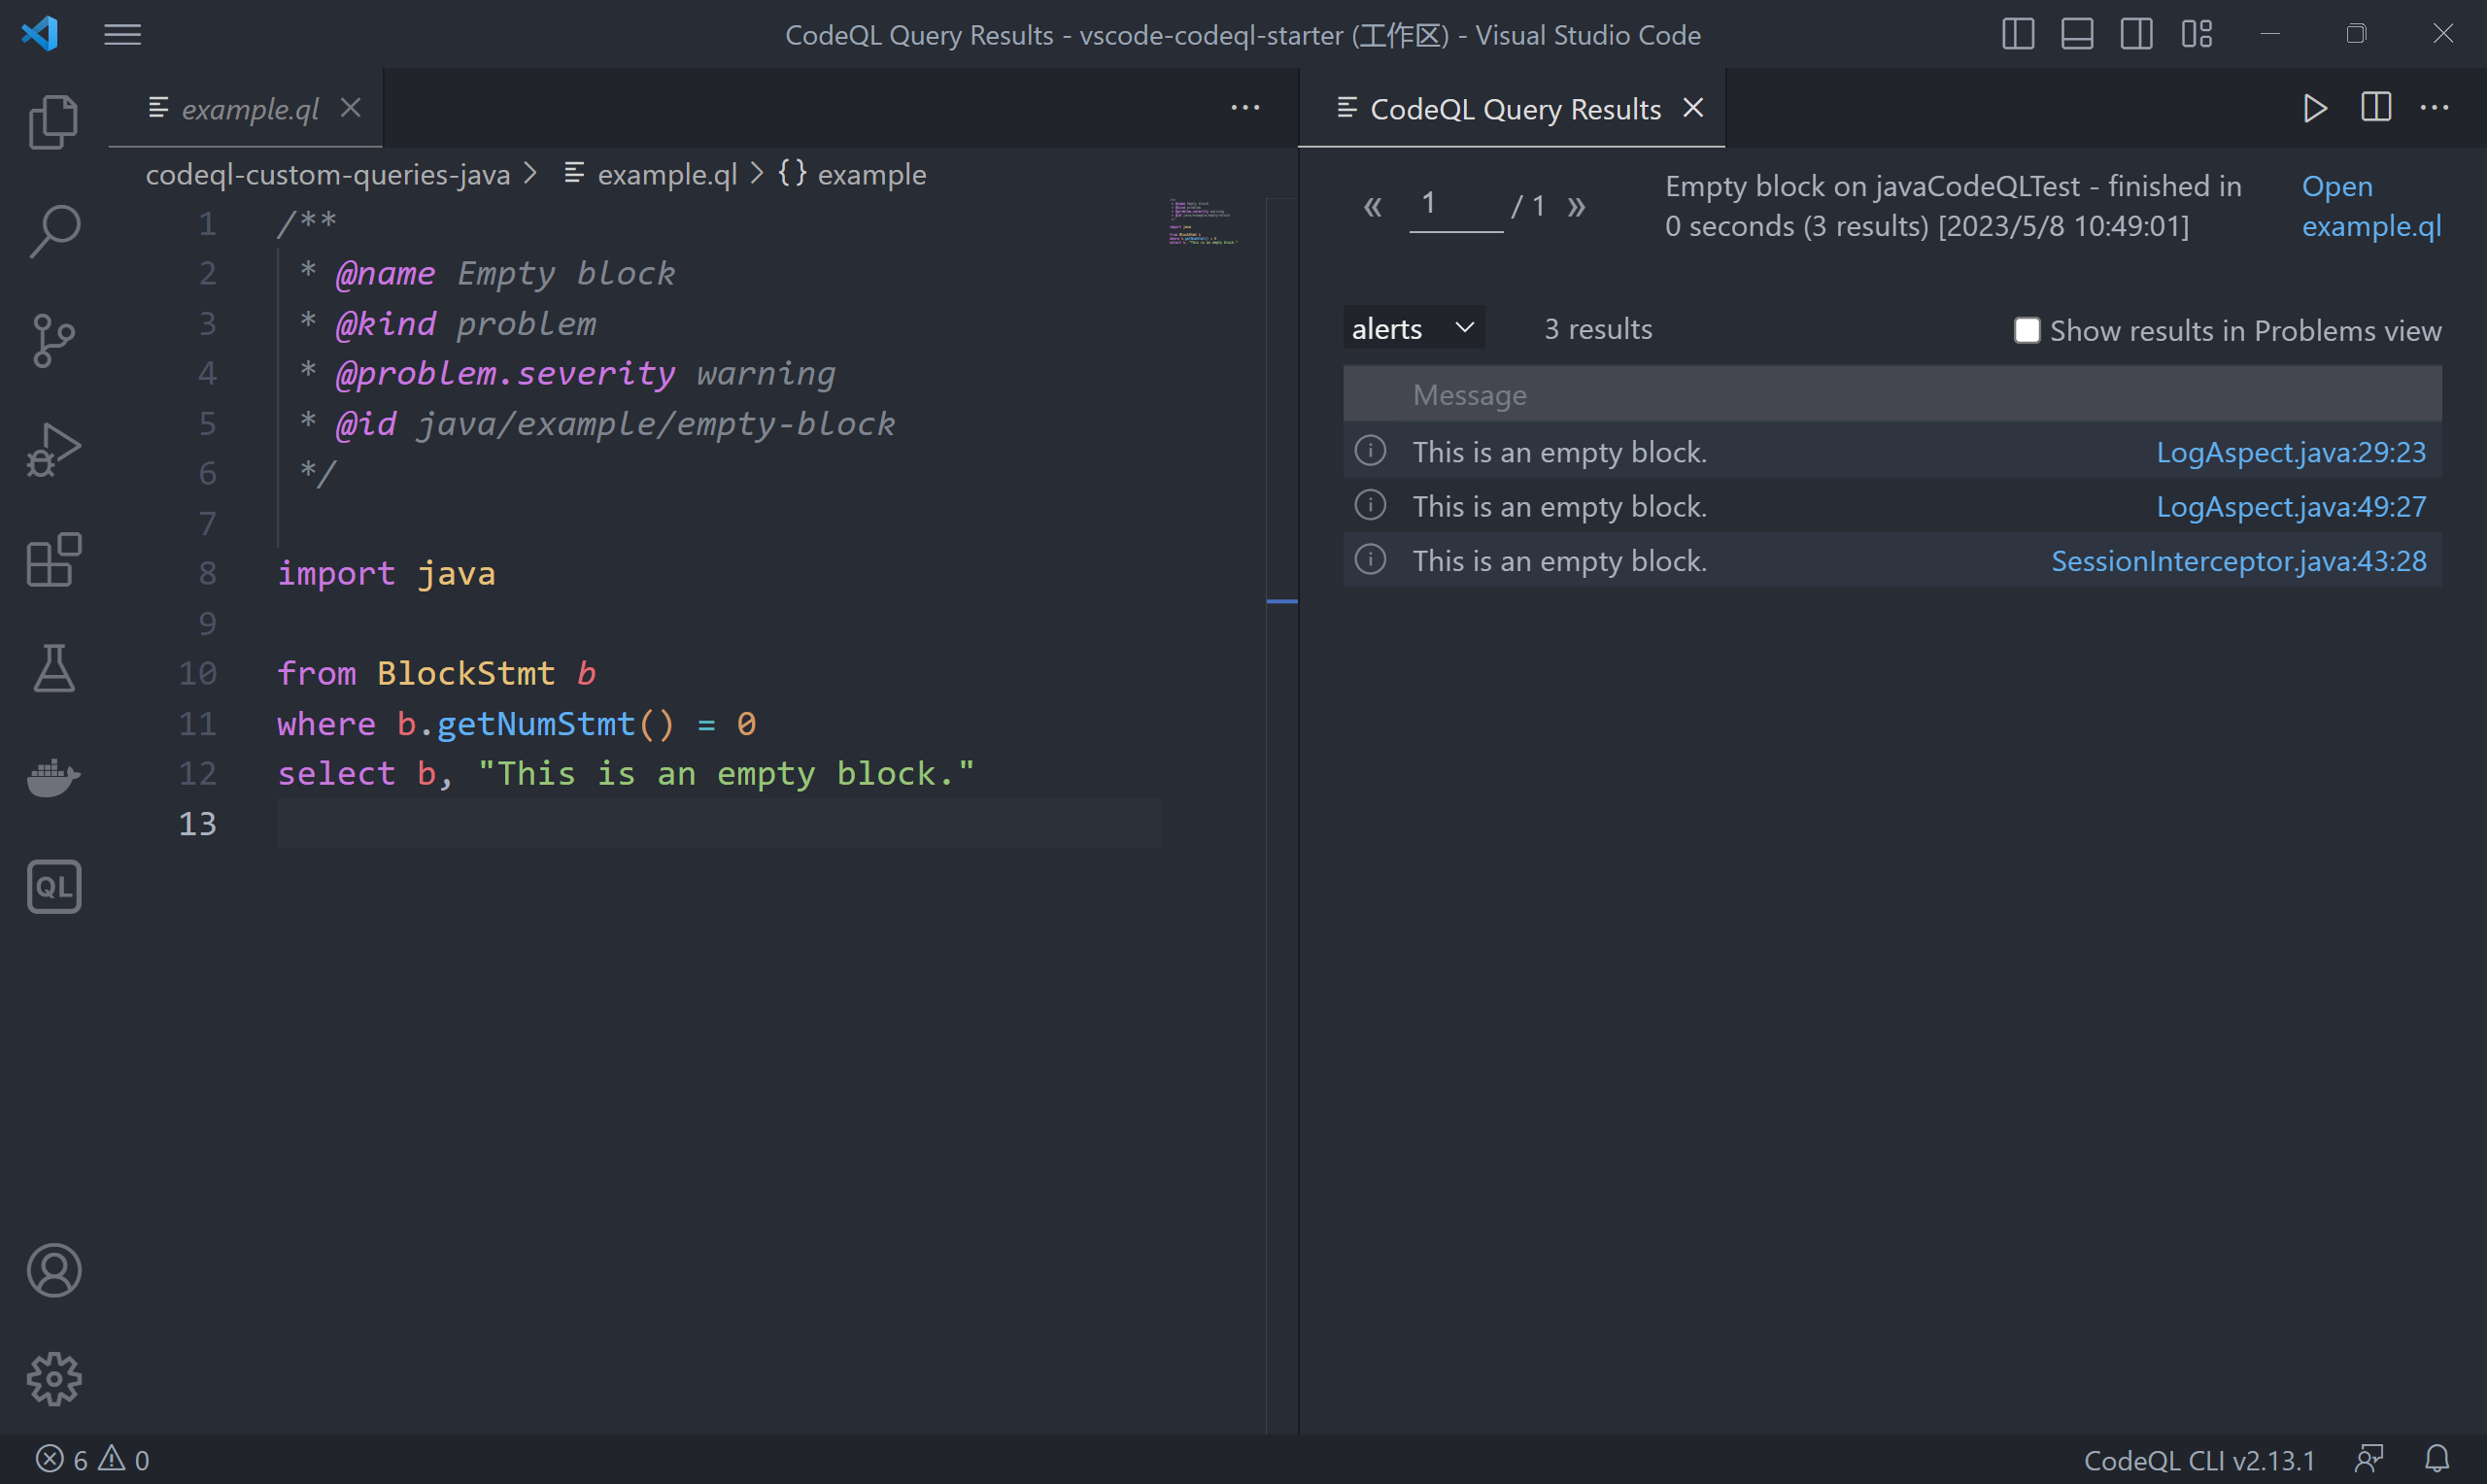 CodeQL Query Results - vscode-codeql-starter (工作区) - Visual Studio Code
example.ql
codeql-custom-queries-java > example.ql > {} example
1 /**
2 * @name Empty block
3 * @kind problem
4 * @problem.severity warning
5 * @id java/example/empty-block
6 */
7
8 import java
9
10 from BlockStmt b
11 where b.getNumStmt() = 0
12 select b, "This is an empty block."
13
CodeQL Query Results
« 1 / 1 »
Empty block on javaCodeQLTest - finished in
0 seconds (3 results) [2023/5/8 10:49:01]
Open
example.ql
alerts 3 results Show results in Problems view
Message
This is an empty block. LogAspect.java:29:23
This is an empty block. LogAspect.java:49:27
This is an empty block. SessionInterceptor.java:43:28
QL
6 0
CodeQL CLI v2.13.1